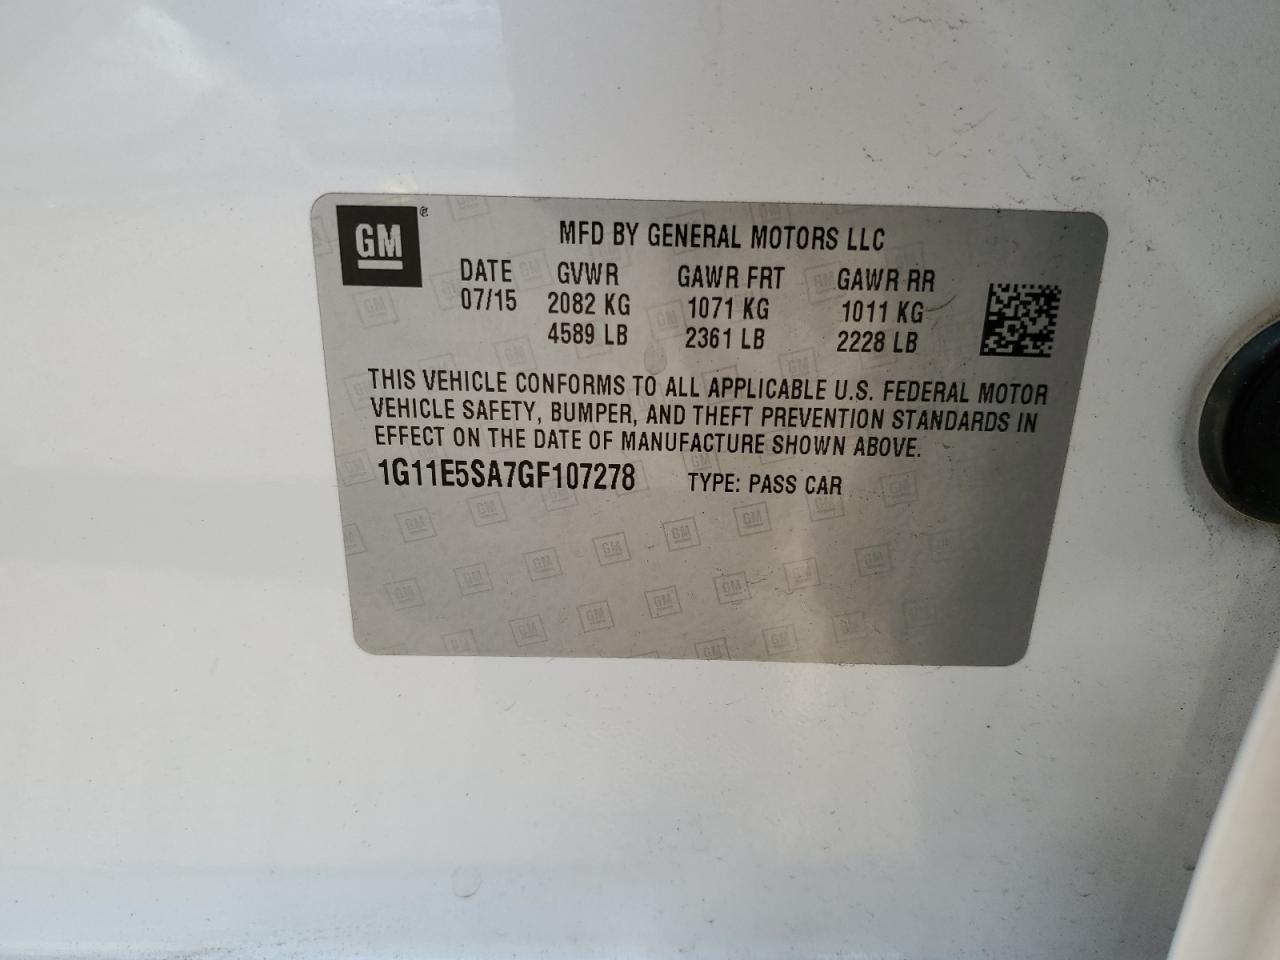 GM
MFD BY GENERAL MOTORS LLC
DATE GVWR GAWR FRT GAWR RR
07/15 2082 KG 1071 KG 1011 KG
4589 LB 2361 LB 2228 LB
THIS VEHICLE CONFORMS TO ALL APPLICABLE U.S. FEDERAL MOTOR
VEHICLE SAFETY, BUMPER, AND THEFT PREVENTION STANDARDS IN
EFFECT ON THE DATE OF MANUFACTURE SHOWN ABOVE.
1G11E5SA7GF107278 TYPE: PASS CAR